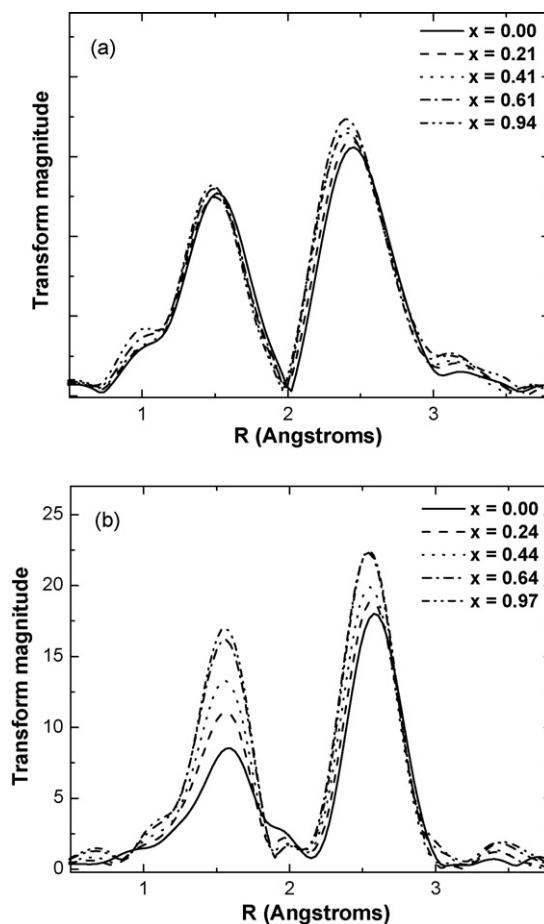 (a)
x = 0.00
x = 0.21
x = 0.41
x = 0.61
x = 0.94
Transform magnitude
1 2 3
R (Angstroms)
(b)
x = 0.00
x = 0.24
x = 0.44
x = 0.64
x = 0.97
Transform magnitude
25
20
15
10
5
0
1 2 3
R (Angstroms)